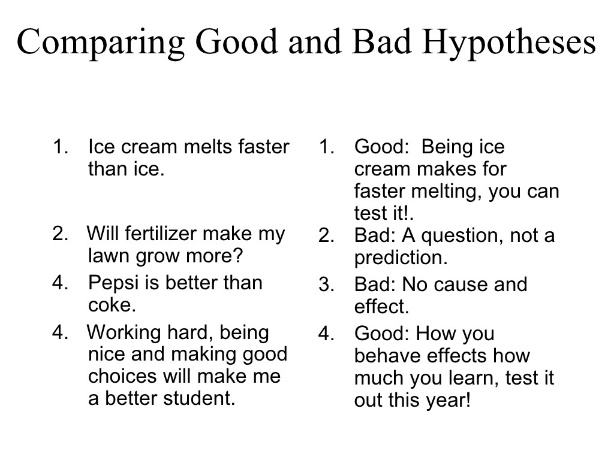 Comparing Good and Bad Hypotheses
1. Ice cream melts faster
than ice.
2. Will fertilizer make my
lawn grow more?
4. Pepsi is better than
coke.
4. Working hard, being
nice and making good
choices will make me
a better student.
1. Good: Being ice
cream makes for
faster melting, you can
test it!.
2. Bad: A question, not a
prediction.
3. Bad: No cause and
effect.
4. Good: How you
behave effects how
much you learn, test it
out this year!